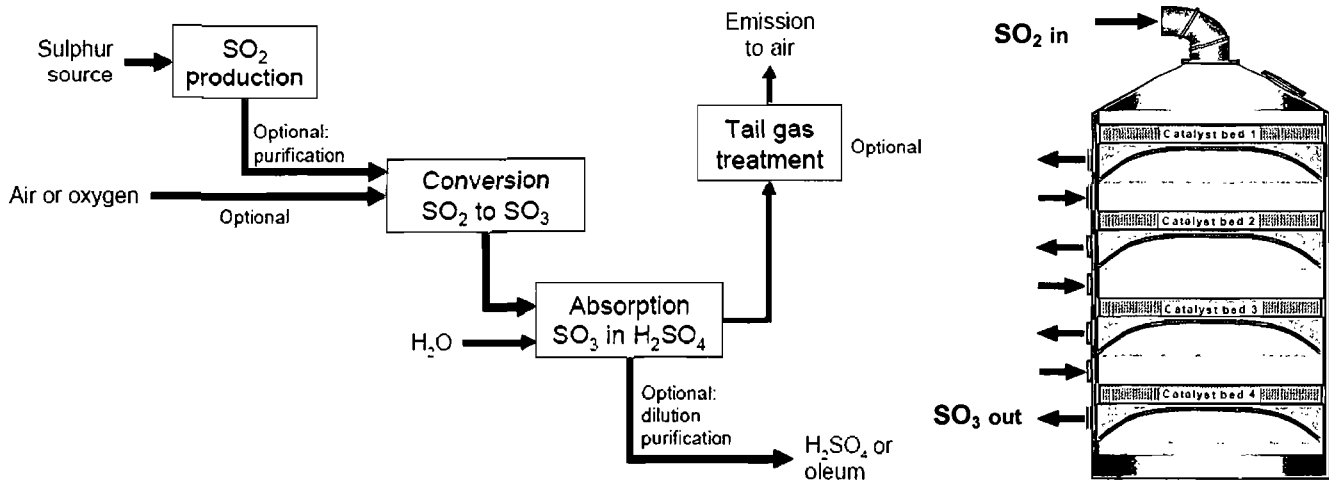 Sulphur
source
SO₂
production
Optional:
purification
Air or oxygen
Optional
Conversion
SO₂ to SO₃
H₂O
Absorption
SO₃ in H₂SO₄
Emission
to air
Tail gas
treatment
Optional
Optional:
dilution
purification
H₂SO₄ or
oleum
SO₂ in
Catalyst bed 1
Catalyst bed 2
Catalyst bed 3
Catalyst bed 4
SO₃ out